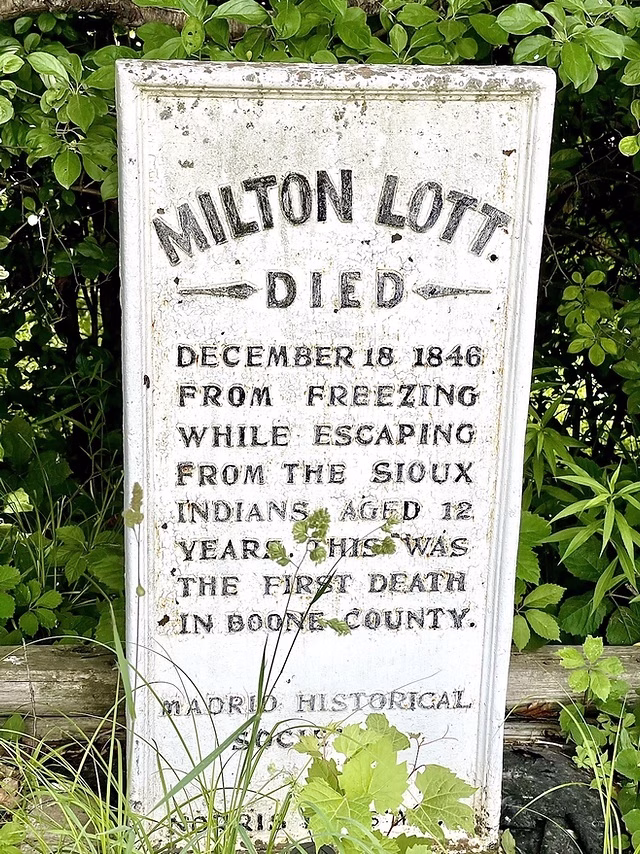 MILTON LOTT
DIED
DECEMBER 18 1846
FROM FREEZING
WHILE ESCAPING
FROM THE SIOUX
INDIANS. AGED 12
YEARS. THIS WAS
THE FIRST DEATH
IN BOONE COUNTY.
MADRID HISTORICAL